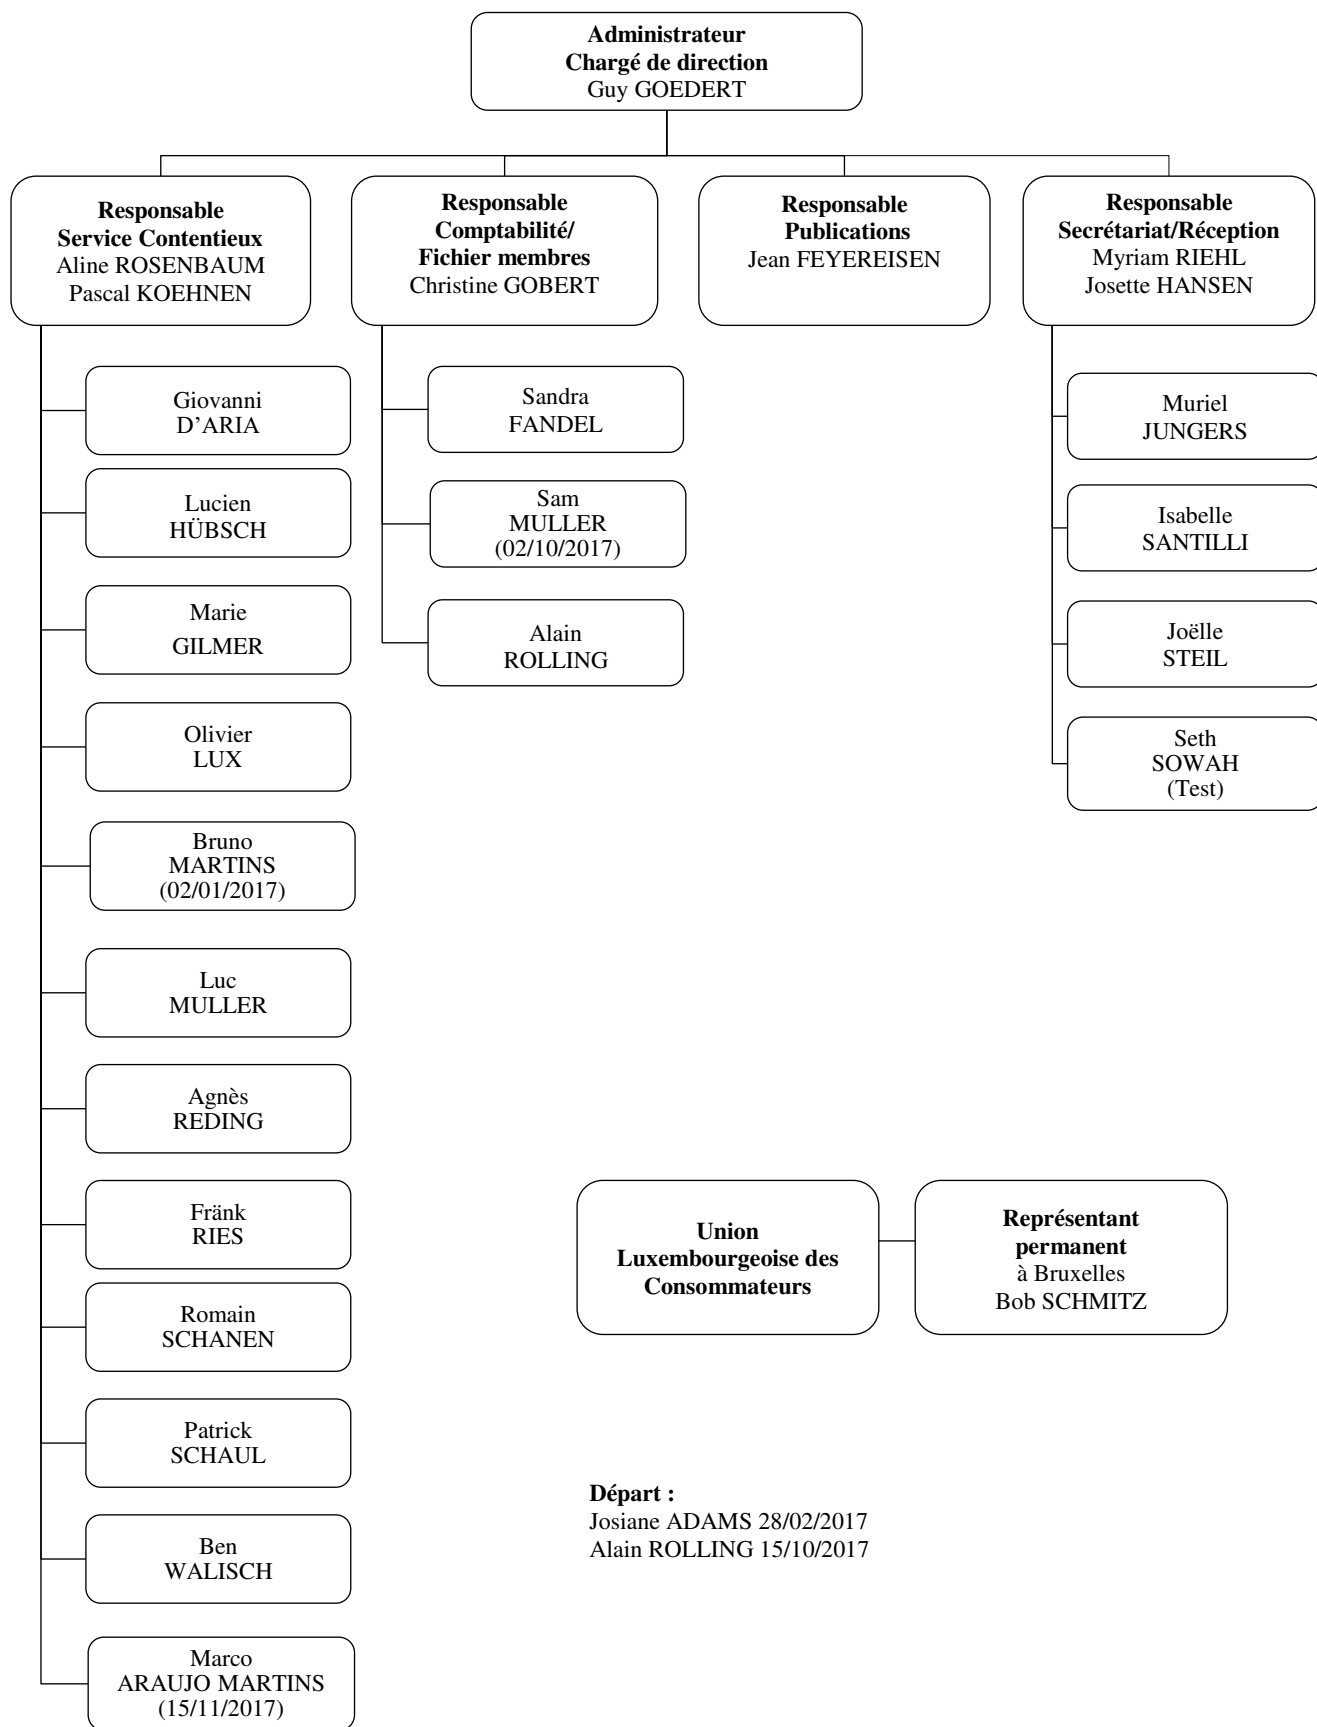 Administrateur
Chargé de direction
Guy GOEDERT
Responsable
Service Contentieux
Aline ROSENBAUM
Pascal KOEHNEN
Responsable
Comptabilité/
Fichier membres
Christine GOBERT
Responsable
Publications
Jean FEYEREISEN
Responsable
Secrétariat/Réception
Myriam RIEHL
Josette HANSEN
Giovanni
D’ARIA
Lucien
HÜBSCH
Marie
GILMER
Olivier
LUX
Bruno
MARTINS
(02/01/2017)
Luc
MULLER
Agnès
REDING
Fränk
RIES
Romain
SCHANEN
Patrick
SCHAUL
Ben
WALISCH
Marco
ARAUJO MARTINS
(15/11/2017)
Sandra
FANDEL
Sam
MULLER
(02/10/2017)
Alain
ROLLING
Muriel
JUNGERS
Isabelle
SANTILLI
Joëlle
STEIL
Seth
SOWAH
(Test)
Union
Luxembourgeoise des
Consommateurs
Représentant
permanent
à Bruxelles
Bob SCHMITZ
Départ :
Josiane ADAMS 28/02/2017
Alain ROLLING 15/10/2017